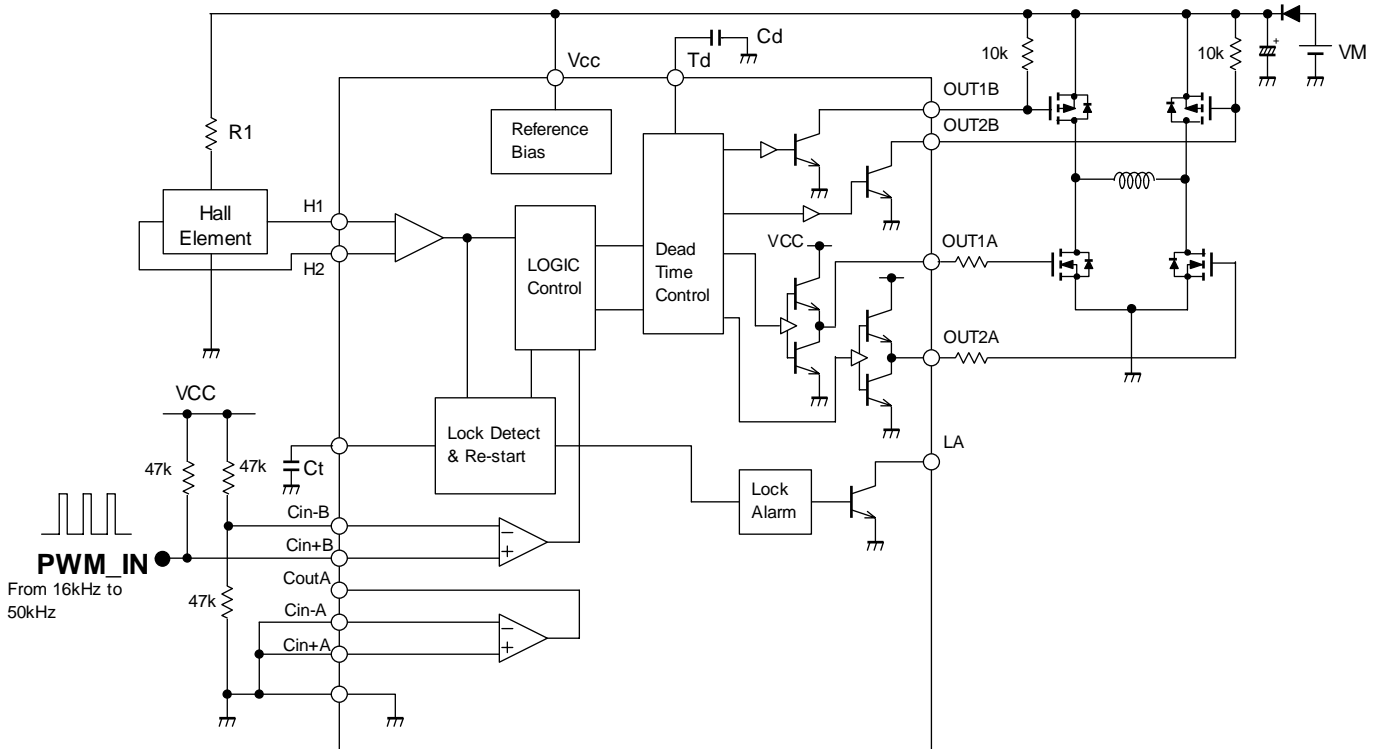 Cd
Vcc
Td
10k
10k
VM
OUT1B
OUT2B
R1
Reference
Bias
Hall
Element
H1
H2
LOGIC
Control
Dead
Time
Control
VCC
OUT1A
OUT2A
VCC
47k
47k
Ct
Lock Detect
& Re-start
LA
Lock
Alarm
Cin-B
−
PWM_IN
Cin+B
+
From 16kHz to
50kHz
CoutA
47k
Cin-A
−
Cin+A
+
+